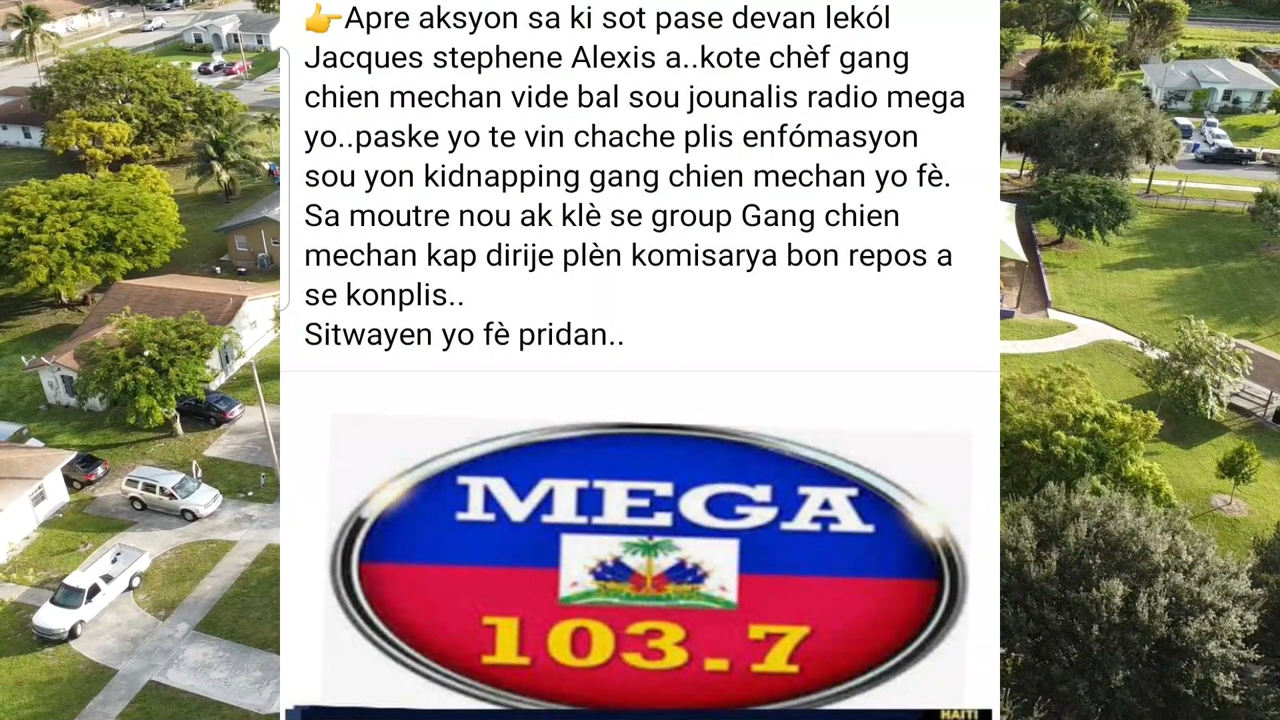 👉Apre aksyon sa ki sot pase devan lekól
Jacques stephene Alexis a..kote chèf gang
chien mechan vide bal sou jounalis radio mega
yo..paske yo te vin chache plis enfómasyon
sou yon kidnapping gang chien mechan yo fè.
Sa moutre nou ak klè se group Gang chien
mechan kap dirije plèn komisarya bon repos a
se konplis..
Sitwayen yo fè pridan..
MEGA
103.7
HAITI